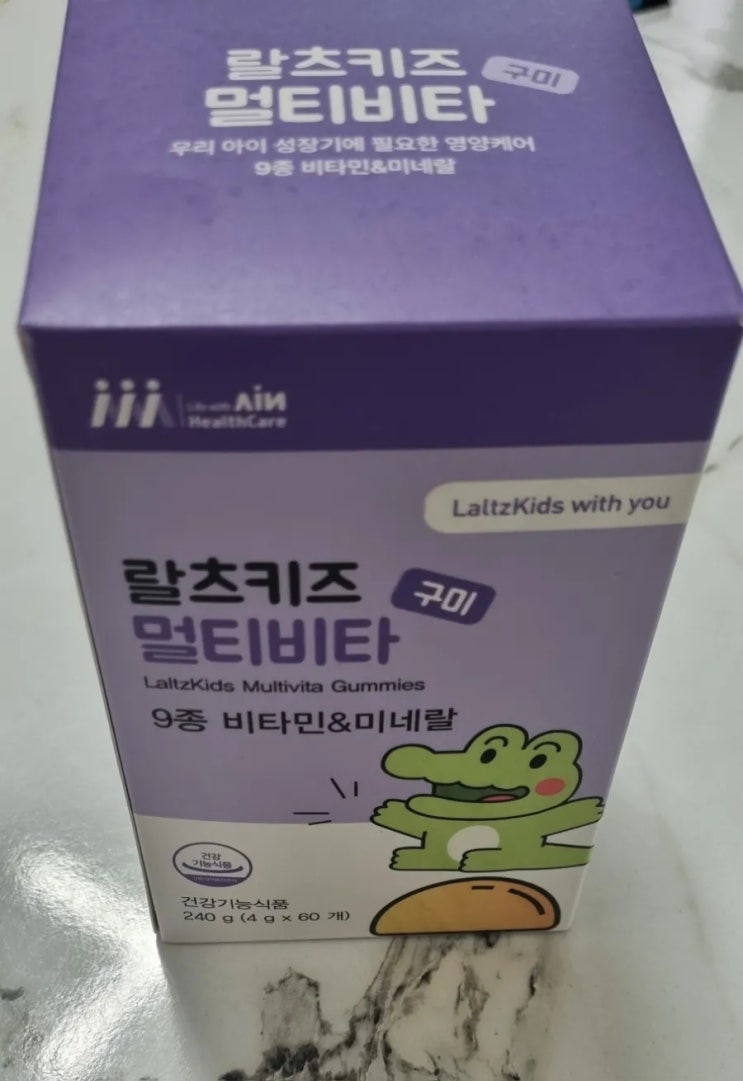 랄츠키즈 구미
멀티비타
우리 아이 성장기에 필요한 영양케어
9종 비타민&미네랄
Life with AiN
HealthCare
LaltzKids with you
랄츠키즈 구미
멀티비타
LaltzKids Multivita Gummies
9종 비타민&미네랄
건강
기능식품
건강기능식품
240 g (4 g x 60 개)